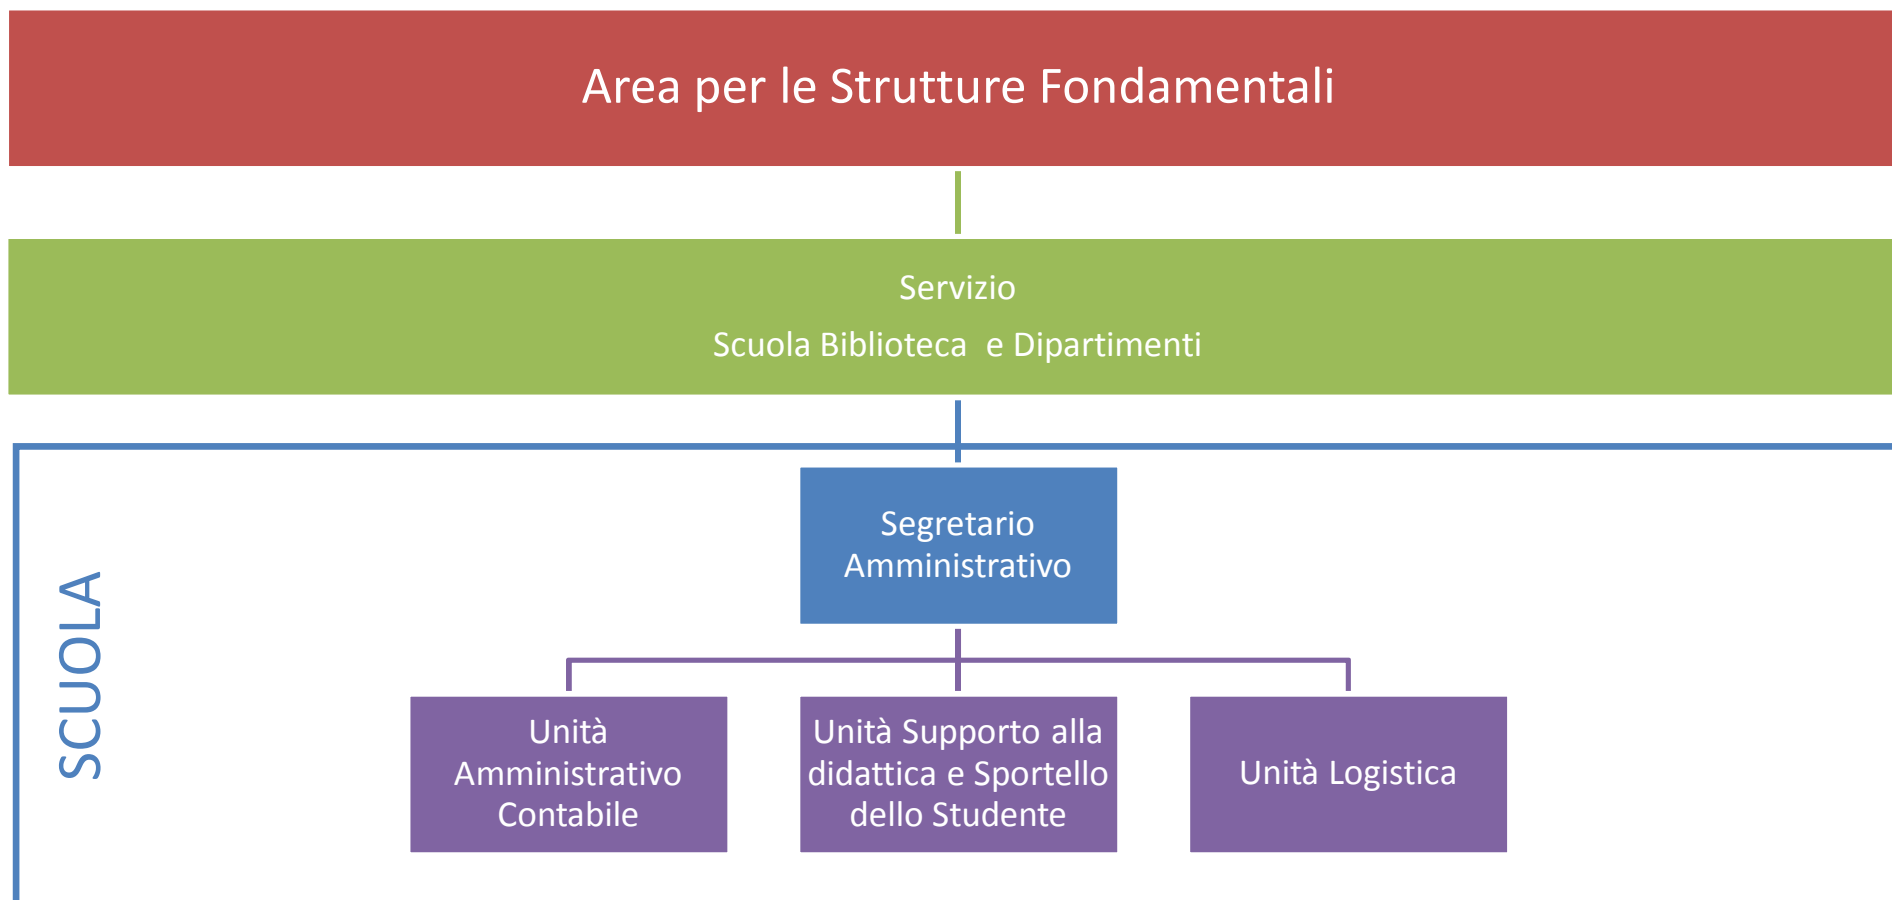 Area per le Strutture Fondamentali
Servizio
Scuola Biblioteca  e Dipartimenti
SCUOLA
Segretario
Amministrativo
Unità
Amministrativo
Contabile
Unità Supporto alla
didattica e Sportello
dello Studente
Unità Logistica